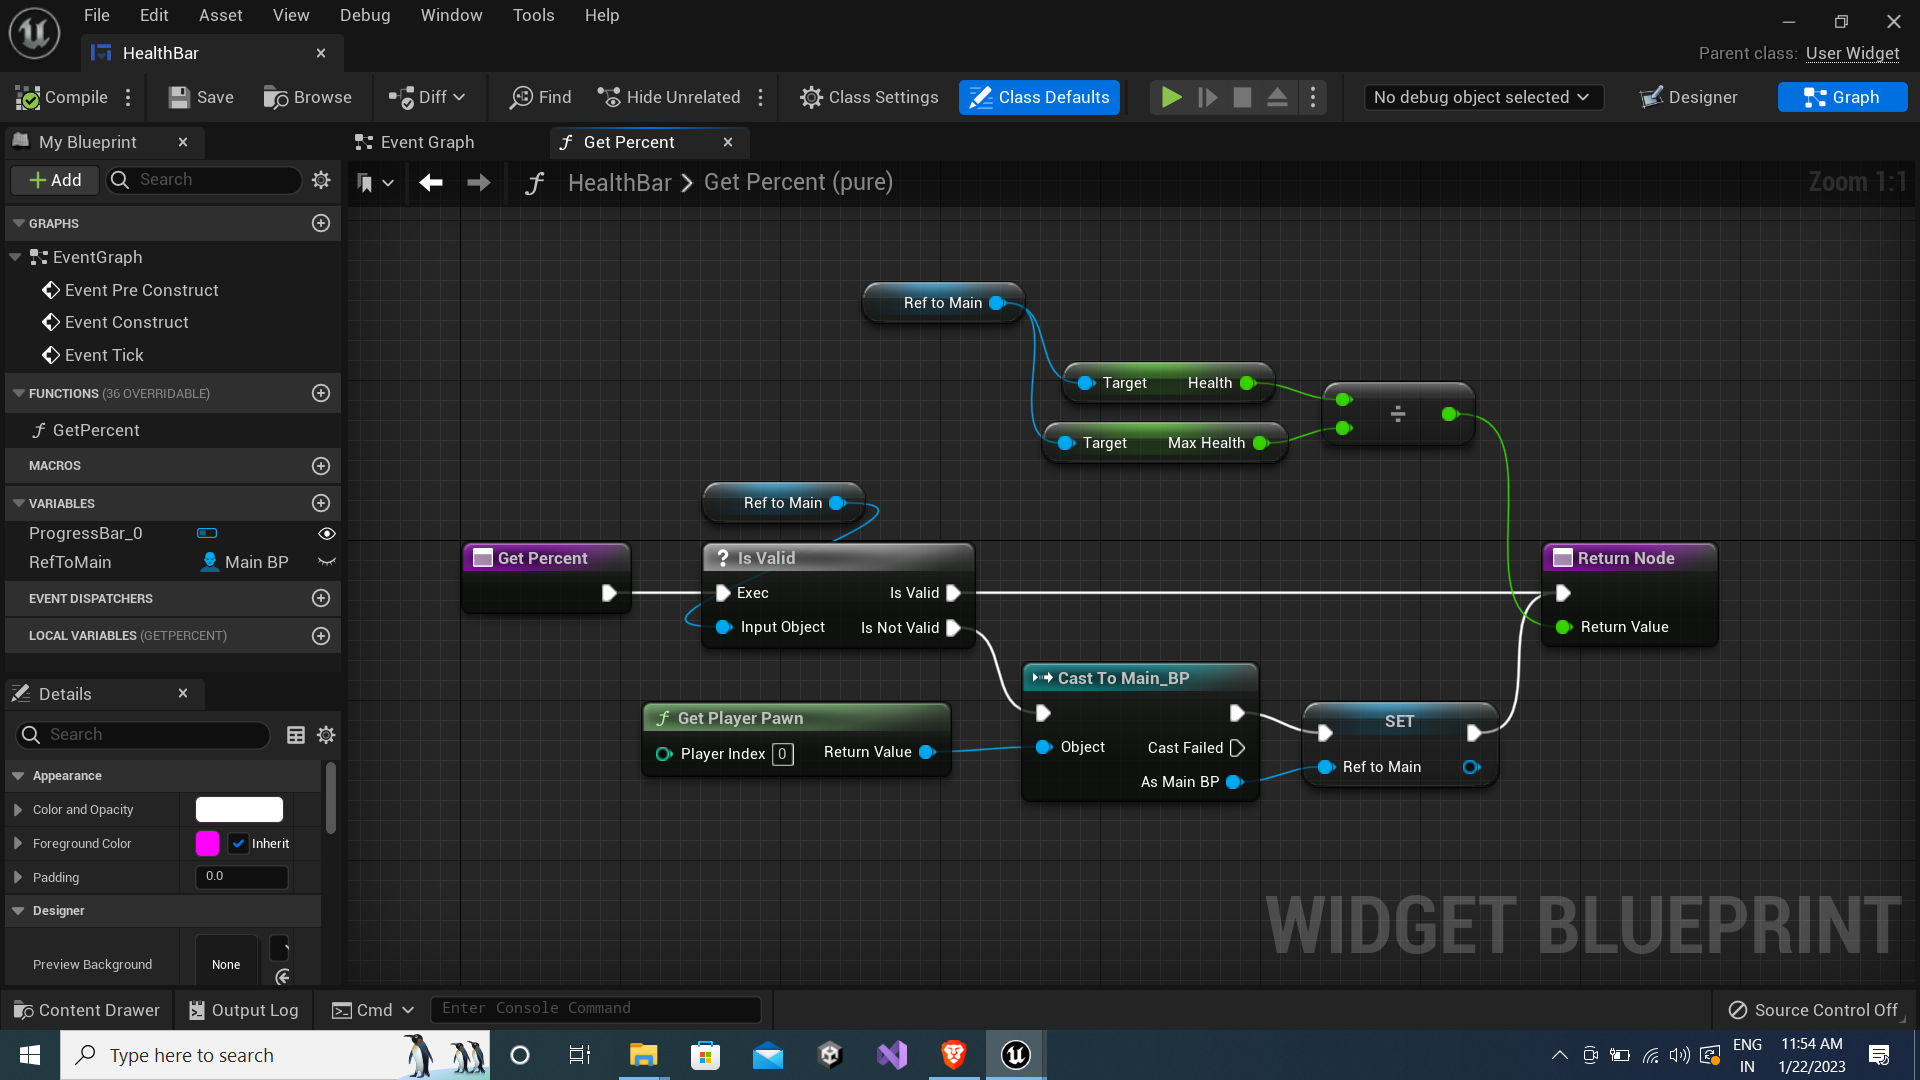 File Edit Asset View Debug Window Tools Help
HealthBar
Parent class: User Widget
Compile Save Browse Diff Find Hide Unrelated Class Settings Class Defaults No debug object selected Designer Graph
My Blueprint
Event Graph Get Percent
Add Search
HealthBar > Get Percent (pure)
Zoom 1:1
GRAPHS
EventGraph
Event Pre Construct
Event Construct
Event Tick
FUNCTIONS (36 OVERRIDABLE)
GetPercent
MACROS
VARIABLES
ProgressBar_0
RefToMain Main BP
EVENT DISPATCHERS
LOCAL VARIABLES (GETPERCENT)
Details
Search
Appearance
Color and Opacity
Foreground Color Inherit
Padding 0.0
Designer
Preview Background None
Ref to Main
Target Health
÷
Target Max Health
Ref to Main
Get Percent
? Is Valid
Exec Is Valid
Input Object Is Not Valid
Return Node
Return Value
Cast To Main_BP
Object Cast Failed
As Main BP
f Get Player Pawn
Player Index 0 Return Value
SET
Ref to Main
WIDGET BLUEPRINT
Content Drawer Output Log Cmd Enter Console Command Source Control Off
Type here to search
ENG
IN
11:54 AM
1/22/2023